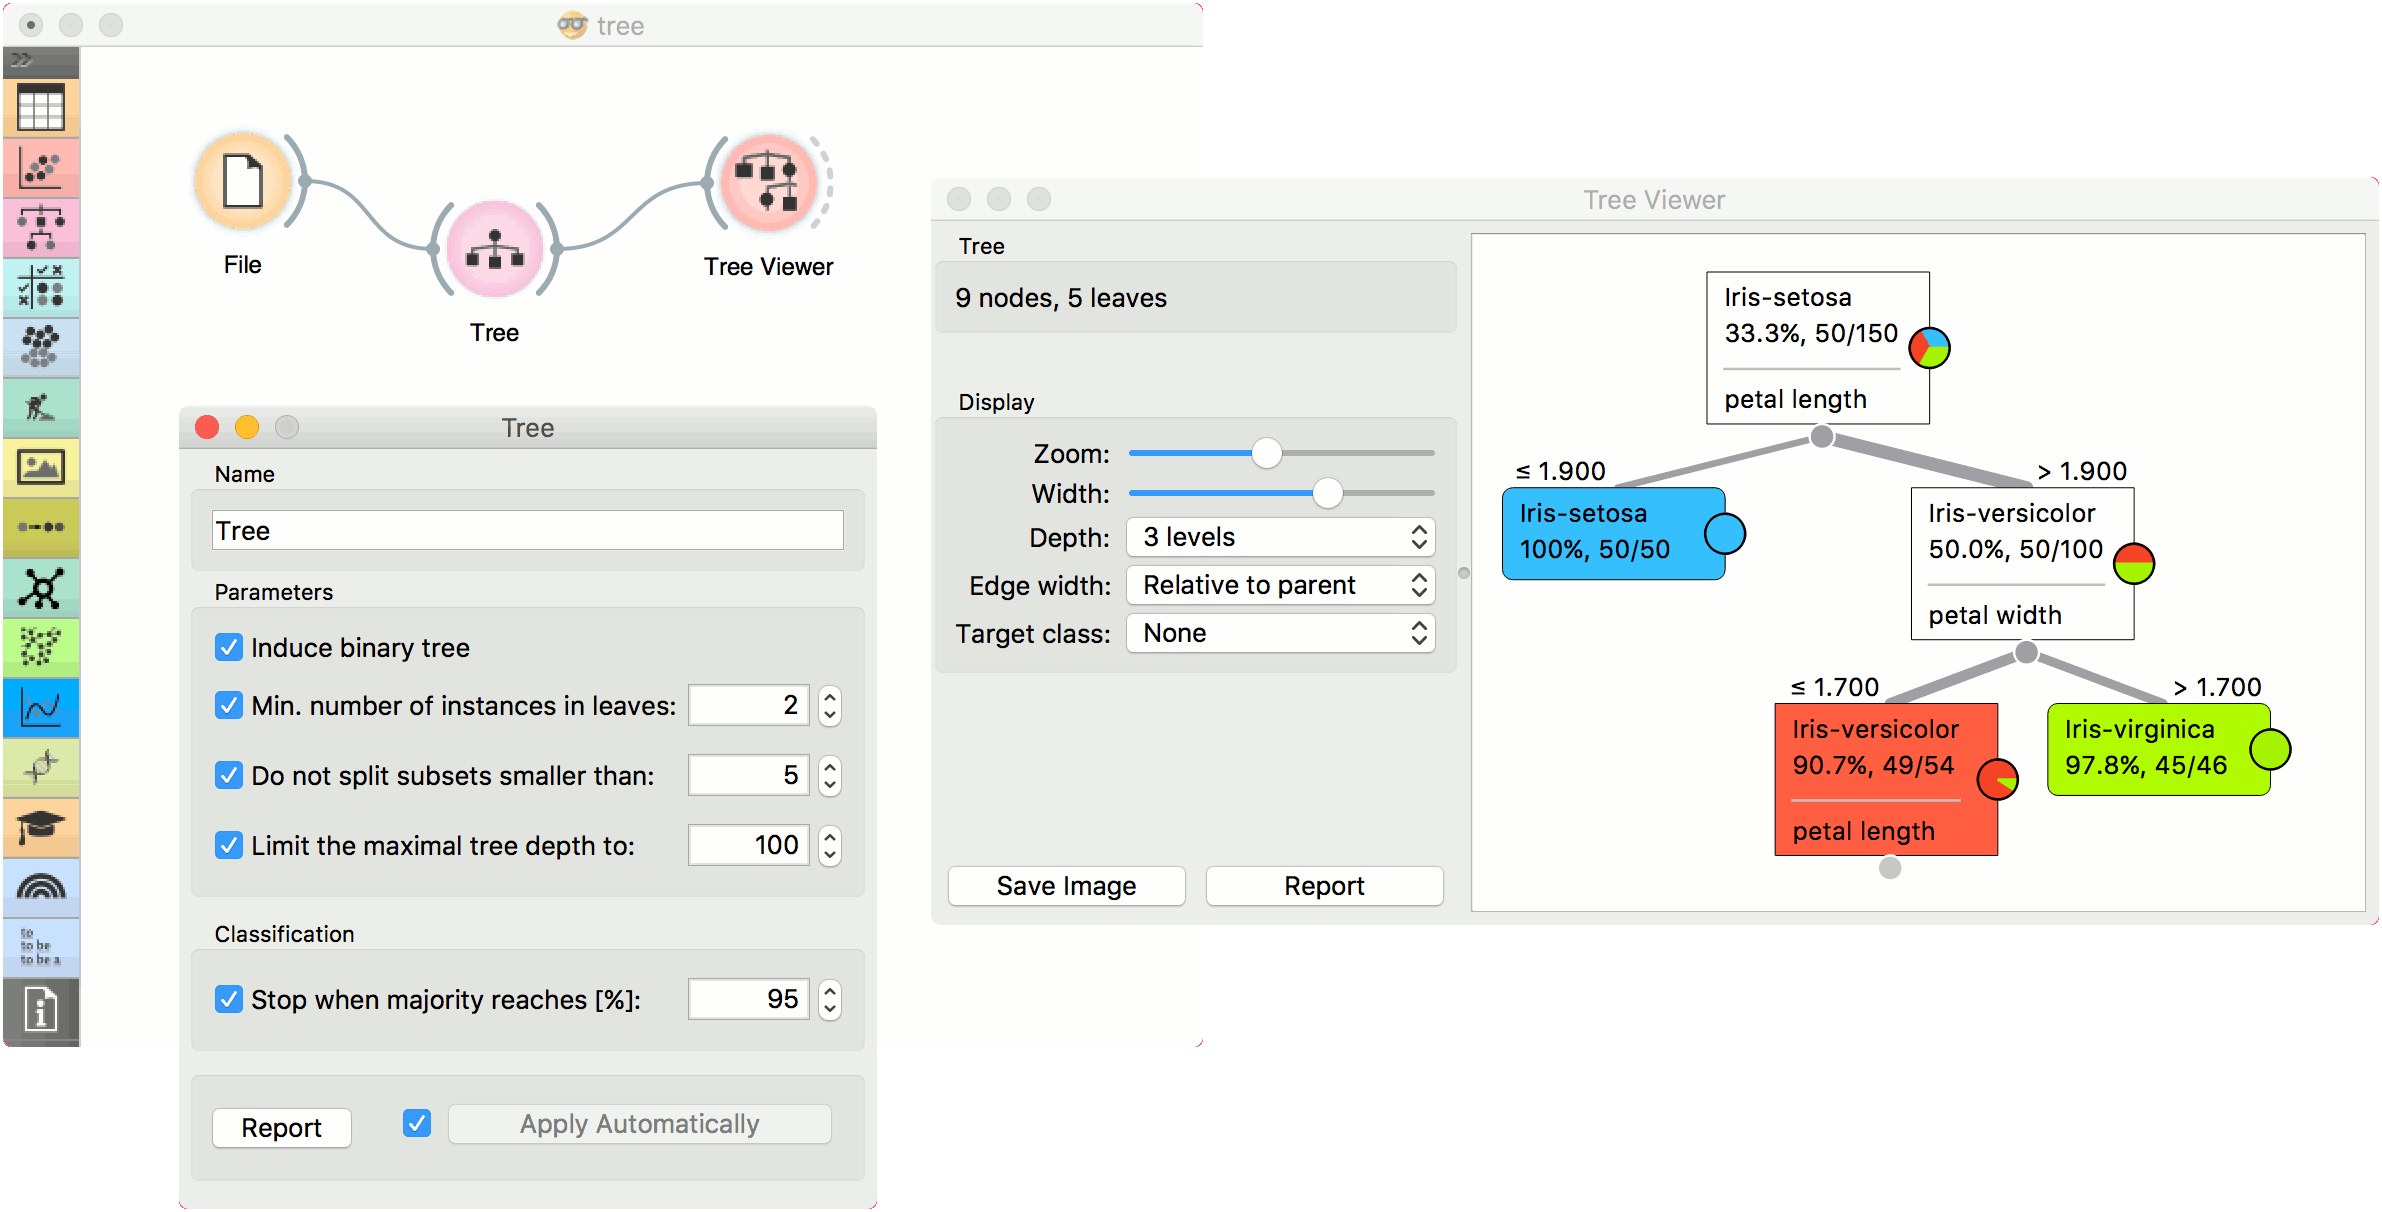 tree
File
Tree
Tree Viewer
to
to be
to be a
Tree
Name
Tree
Parameters
Induce binary tree
Min. number of instances in leaves: 2
Do not split subsets smaller than: 5
Limit the maximal tree depth to: 100
Classification
Stop when majority reaches [%]: 95
Report
Apply Automatically
Tree Viewer
Tree
9 nodes, 5 leaves
Display
Zoom:
Width:
Depth: 3 levels
Edge width: Relative to parent
Target class: None
Save Image
Report
Iris-setosa
33.3%, 50/150
petal length
≤ 1.900
> 1.900
Iris-setosa
100%, 50/50
Iris-versicolor
50.0%, 50/100
petal width
≤ 1.700
> 1.700
Iris-versicolor
90.7%, 49/54
petal length
Iris-virginica
97.8%, 45/46